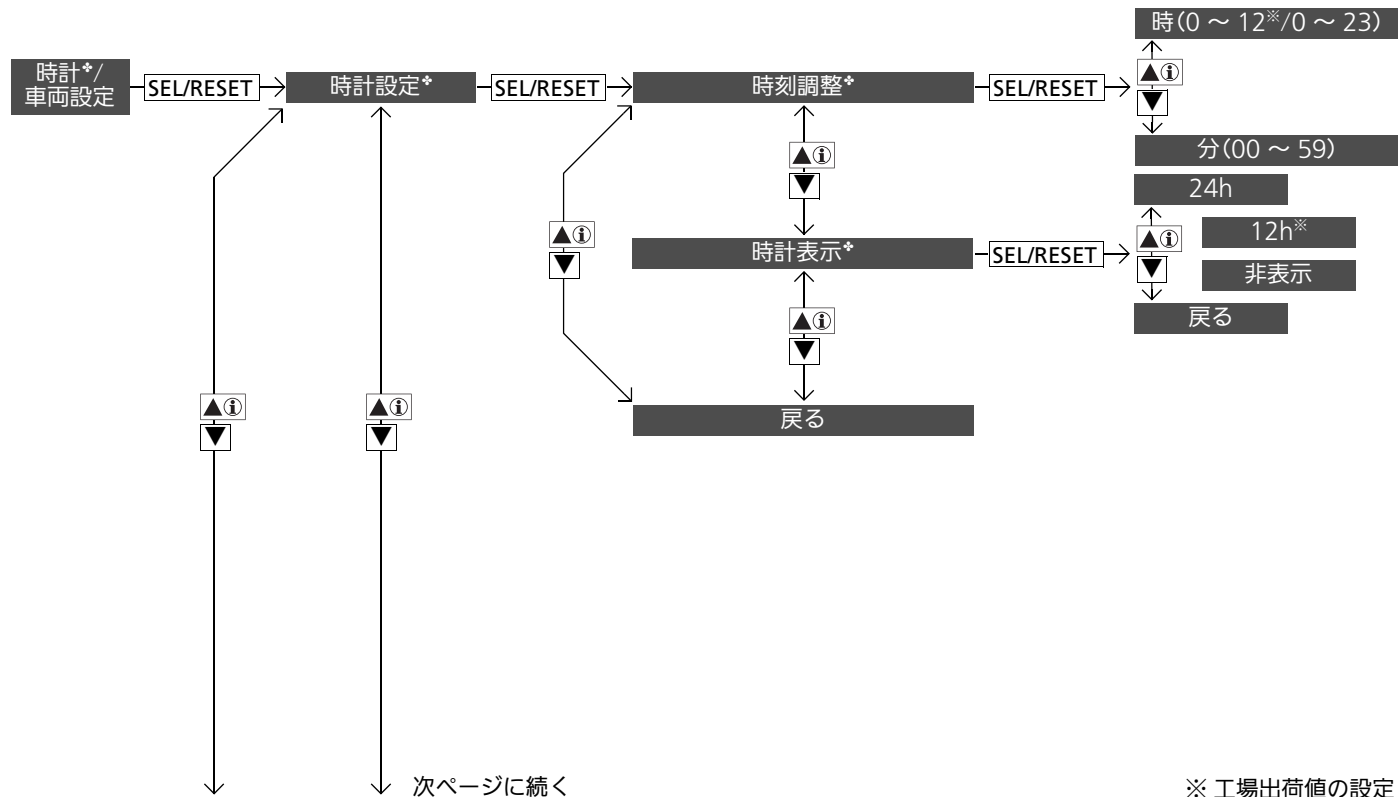 時(0 ～ 12※/0 ～ 23)
時計✤/
車両設定
SEL/RESET
時計設定✤
SEL/RESET
時刻調整✤
SEL/RESET
▲ⓘ
▼
分(00 ～ 59)
▲ⓘ
▼
24h
▲ⓘ
▼
時計表示✤
SEL/RESET
▲ⓘ
▼
12h※
非表示
戻る
▲ⓘ
▼
戻る
▲ⓘ
▼
▲ⓘ
▼
次ページに続く
※ 工場出荷値の設定